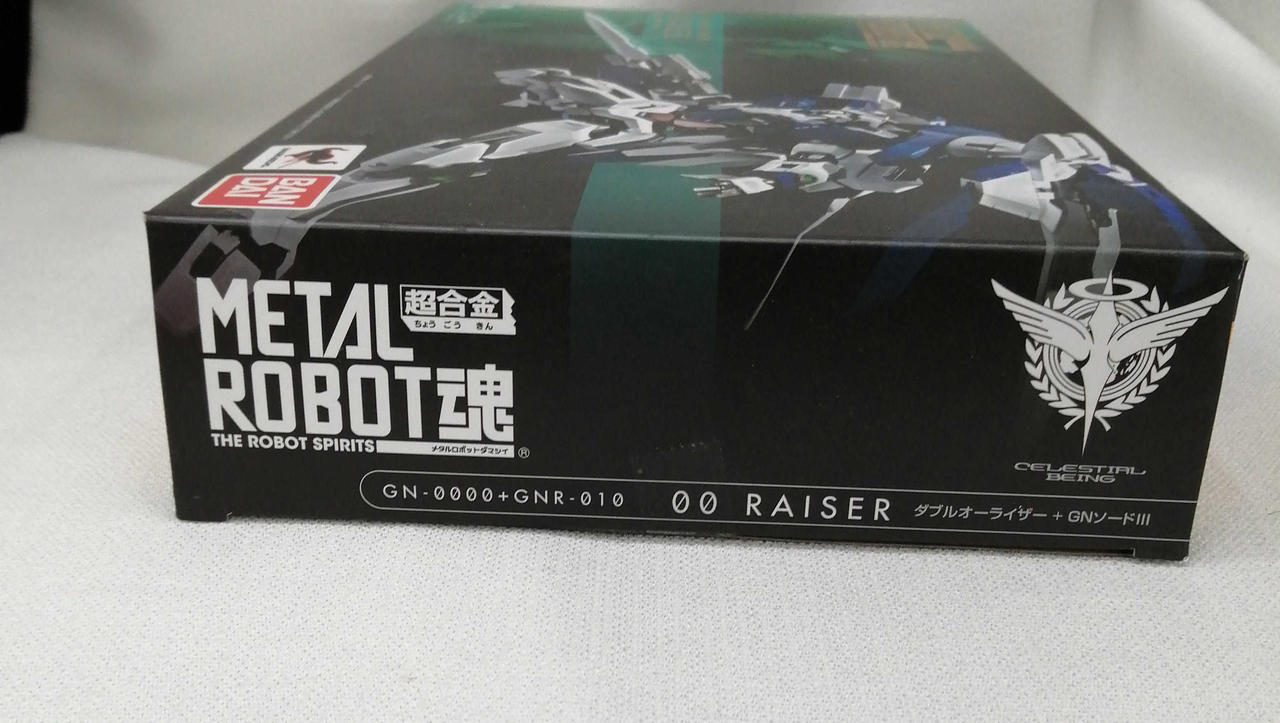 BAN
DAI
METAL
超合金
ちょう ごう きん
ROBOT魂
THE ROBOT SPIRITS
メタルロボットダマシイ
®
CELESTIAL
BEING
GN-0000+GNR-010 00 RAISER ダブルオーライザー + GNソードIII